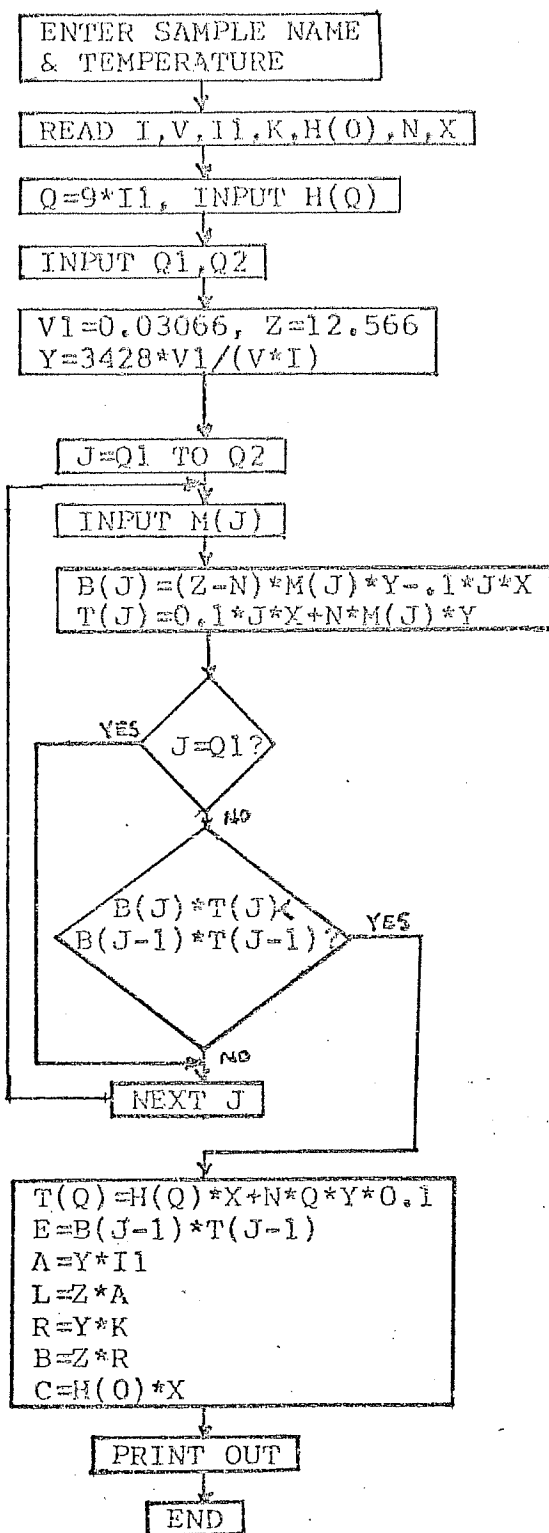 ENTER SAMPLE NAME
& TEMPERATURE
READ I,V,I1,K,H(0),N,X
Q=9*I1, INPUT H(Q)
INPUT Q1,Q2
V1=0.03066, Z=12.566
Y=3428*V1/(V*I)
J=Q1 TO Q2
INPUT M(J)
B(J)=(Z-N)*M(J)*Y-.1*J*X
T(J)=0.1*J*X+N*M(J)*Y
YES
J=Q1?
NO
B(J)*T(J)<
B(J-1)*T(J-1)?
YES
NO
NEXT J
T(Q)=H(Q)*X+N*Q*Y*0.1
E=B(J-1)*T(J-1)
A=Y*I1
L=Z*A
R=Y*K
B=Z*R
C=H(0)*X
PRINT OUT
END